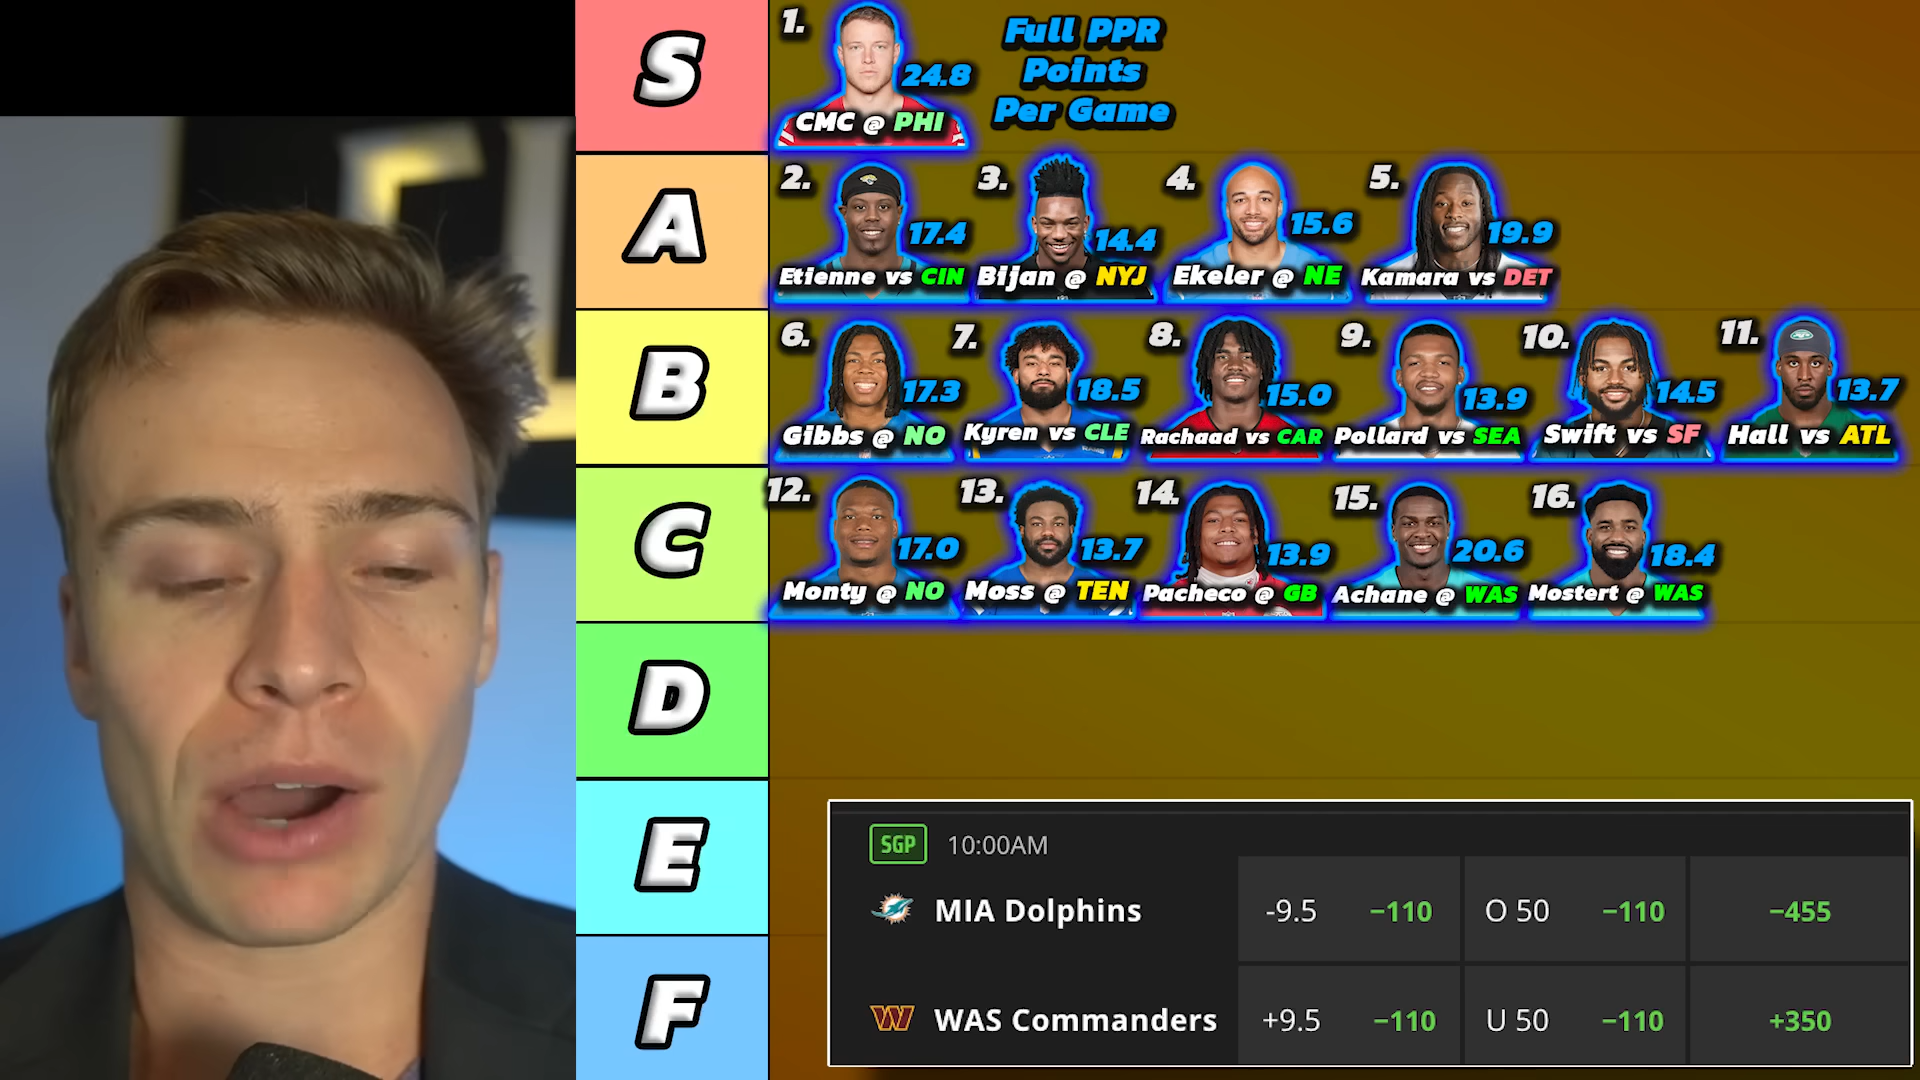 S
1.
24.8
CMC @ PHI
Full PPR
Points
Per Game
A
2.
17.4
Etienne vs CIN
3.
14.4
Bijan @ NYJ
4.
15.6
Ekeler @ NE
5.
19.9
Kamara vs DET
B
6.
17.3
Gibbs @ NO
7.
18.5
Kyren vs CLE
8.
15.0
Rachaad vs CAR
9.
13.9
Pollard vs SEA
10.
14.5
Swift vs SF
11.
13.7
Hall vs ATL
C
12.
17.0
Monty @ NO
13.
13.7
Moss @ TEN
14.
13.9
Pacheco @ GB
15.
20.6
Achane @ WAS
16.
18.4
Mostert @ WAS
D
E
F
SGP 10:00AM
MIA Dolphins -9.5 −110 O 50 −110 −455
WAS Commanders +9.5 −110 U 50 −110 +350